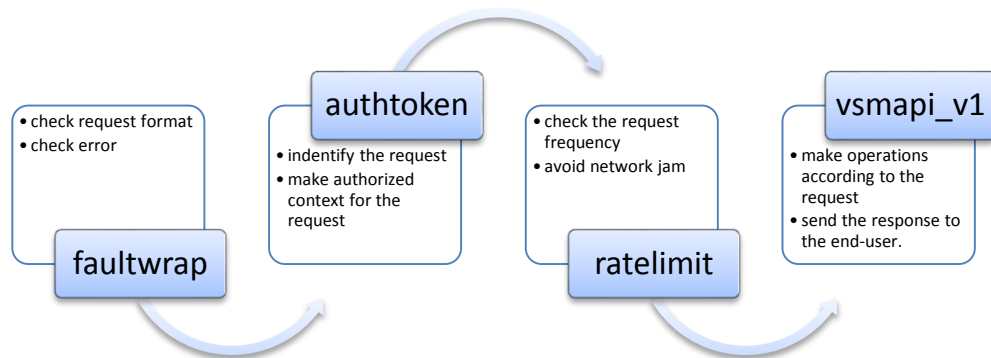 • check request format
• check error
faultwrap
authtoken
• indentify the request
• make authorized
context for the
request
• check the request
frequency
• avoid network jam
ratelimit
vsmapi_v1
• make operations
according to the
request
• send the response to
the end-user.